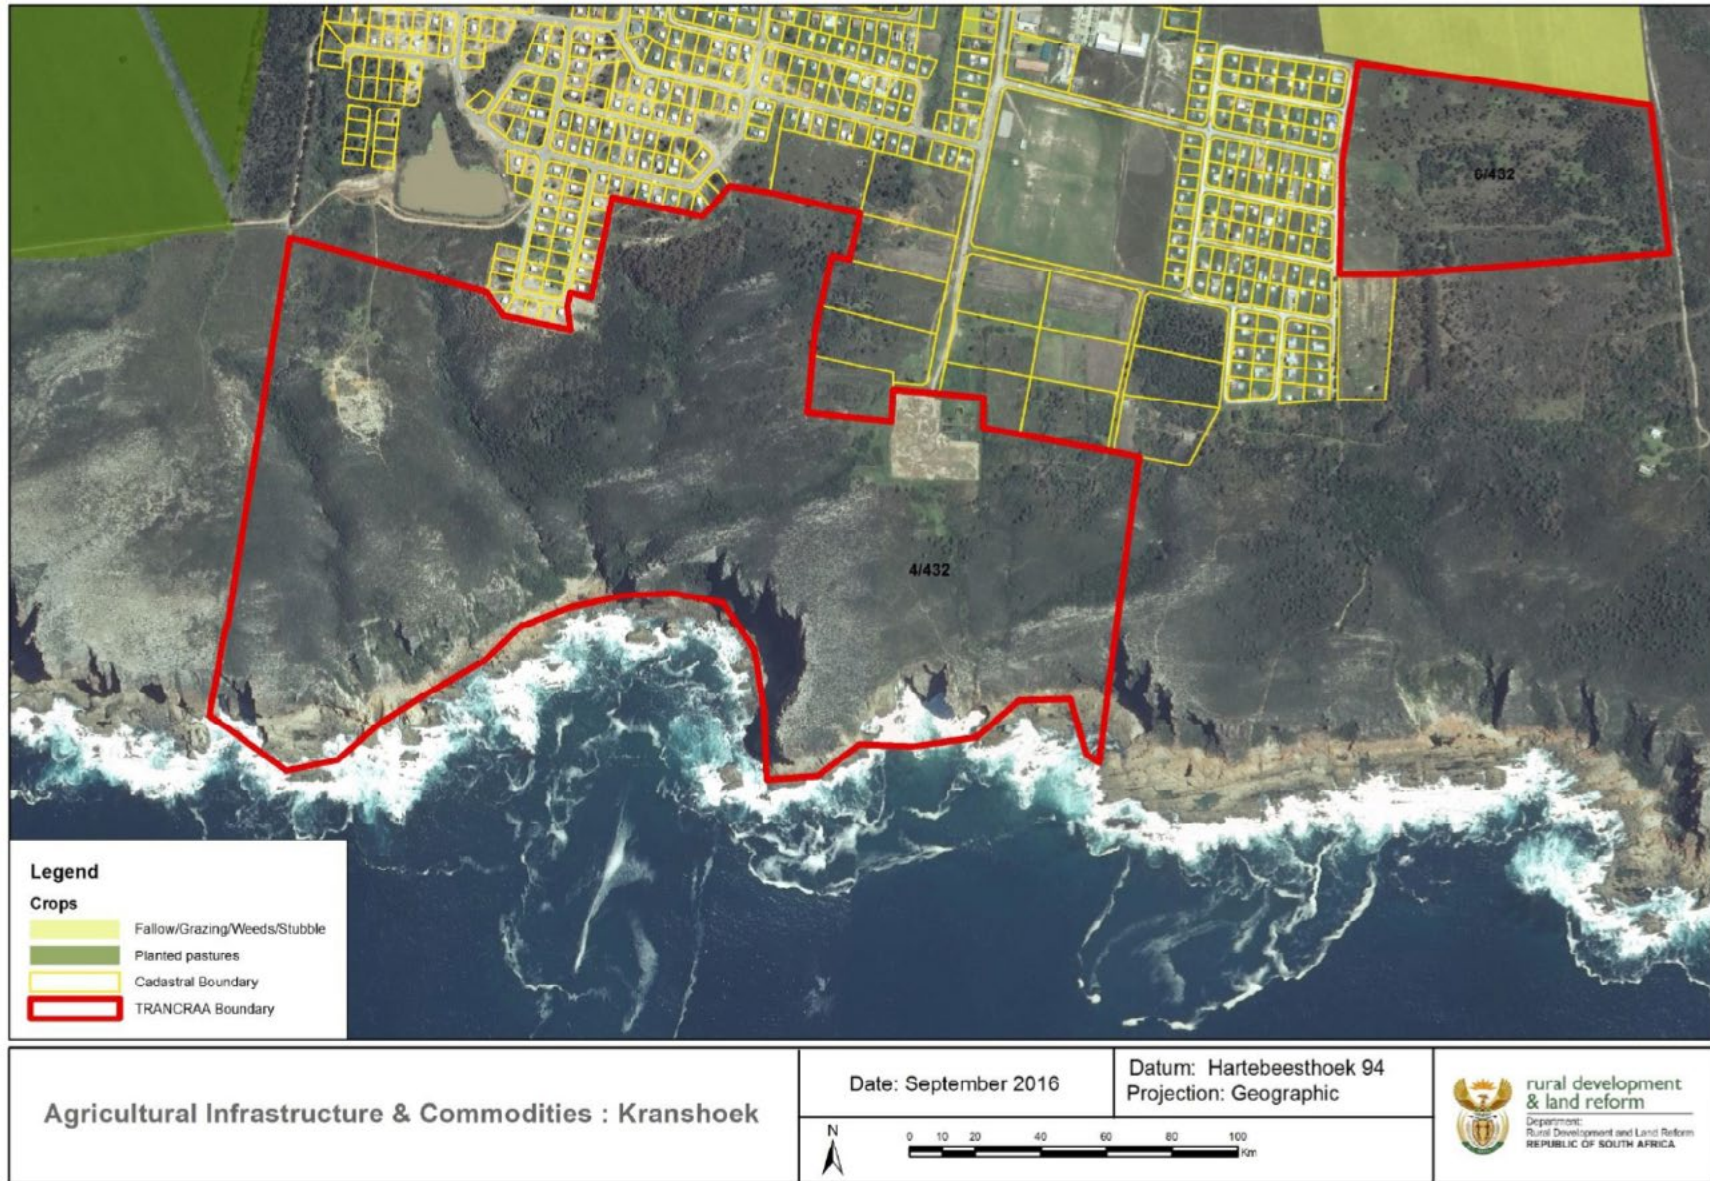 6/432
4/432
Legend
Crops
Fallow/Grazing/Weeds/Stubble
Planted pastures
Cadastral Boundary
TRANCRAA Boundary
Agricultural Infrastructure & Commodities : Kranshoek
Date: September 2016
Datum: Hartebeesthoek 94
Projection: Geographic
N
0 10 20 40 60 80 100
Km
rural development
& land reform
Department:
Rural Development and Land Reform
REPUBLIC OF SOUTH AFRICA